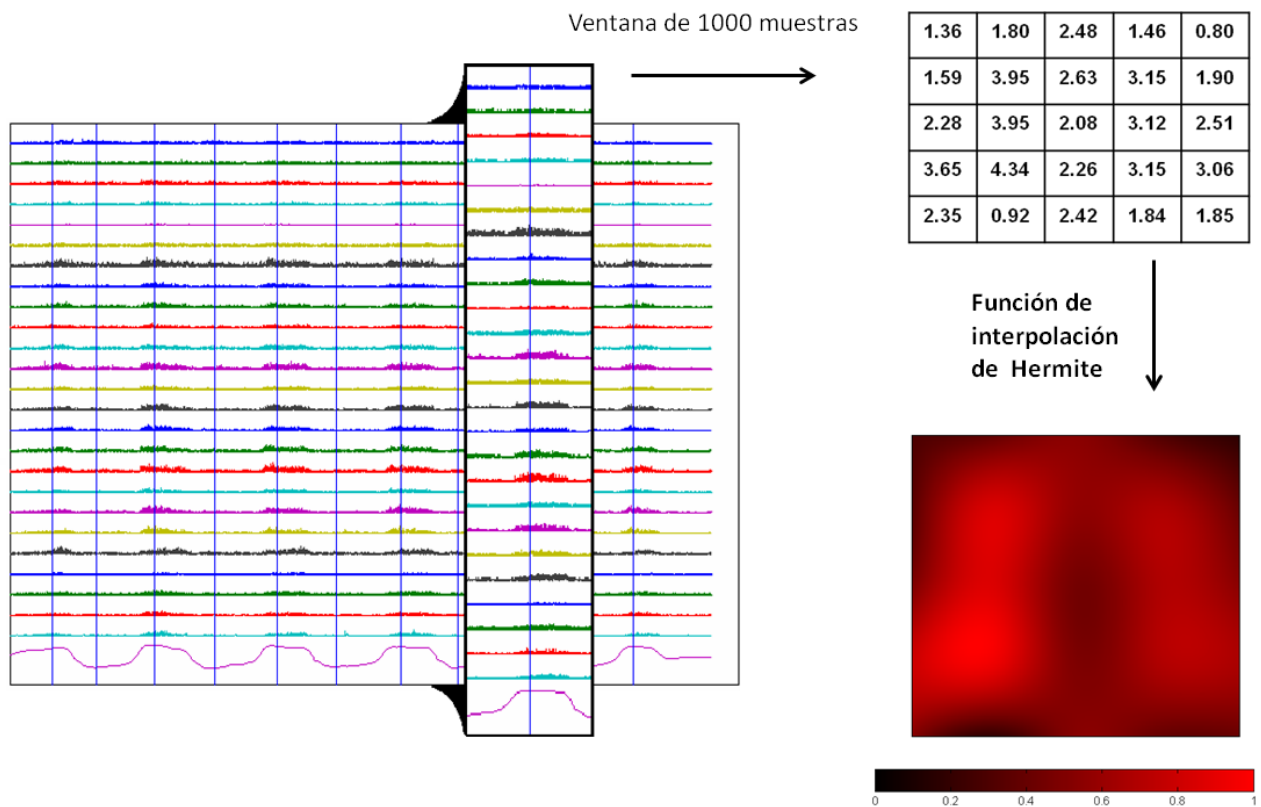 Ventana de 1000 muestras
1.36 1.80 2.48 1.46 0.80
1.59 3.95 2.63 3.15 1.90
2.28 3.95 2.08 3.12 2.51
3.65 4.34 2.26 3.15 3.06
2.35 0.92 2.42 1.84 1.85
Función de
interpolación
de Hermite
0 0.2 0.4 0.6 0.8 1